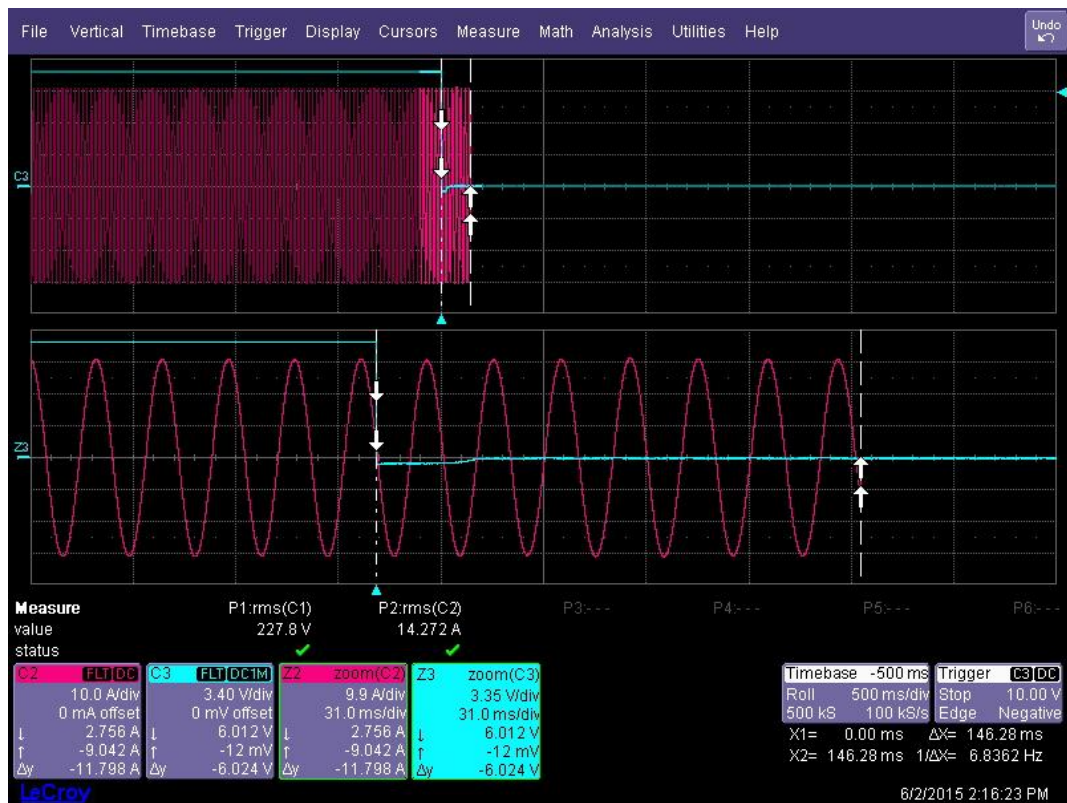 File Vertical Timebase Trigger Display Cursors Measure Math Analysis Utilities Help Undo
C3
Z3
Measure P1:rms(C1) P2:rms(C2) P3:- - - P4:- - - P5:- - - P6:- - -
value 227.8 V 14.272 A
status
C2 FLT DC
10.0 A/div
0 mA offset
↓ 2.756 A
↑ -9.042 A
Δy -11.798 A
C3 FLT DC1M
3.40 V/div
0 mV offset
↓ 6.012 V
↑ -12 mV
Δy -6.024 V
Z2 zoom(C2)
9.9 A/div
31.0 ms/div
↓ 2.756 A
↑ -9.042 A
Δy -11.798 A
Z3 zoom(C3)
3.35 V/div
31.0 ms/div
↓ 6.012 V
↑ -12 mV
Δy -6.024 V
Timebase -500 ms
Roll 500 ms/div
500 kS 100 kS/s
Trigger C3 DC
Stop 10.00 V
Edge Negative
X1= 0.00 ms ΔX= 146.28 ms
X2= 146.28 ms 1/ΔX= 6.8362 Hz
LeCroy
6/2/2015 2:16:23 PM